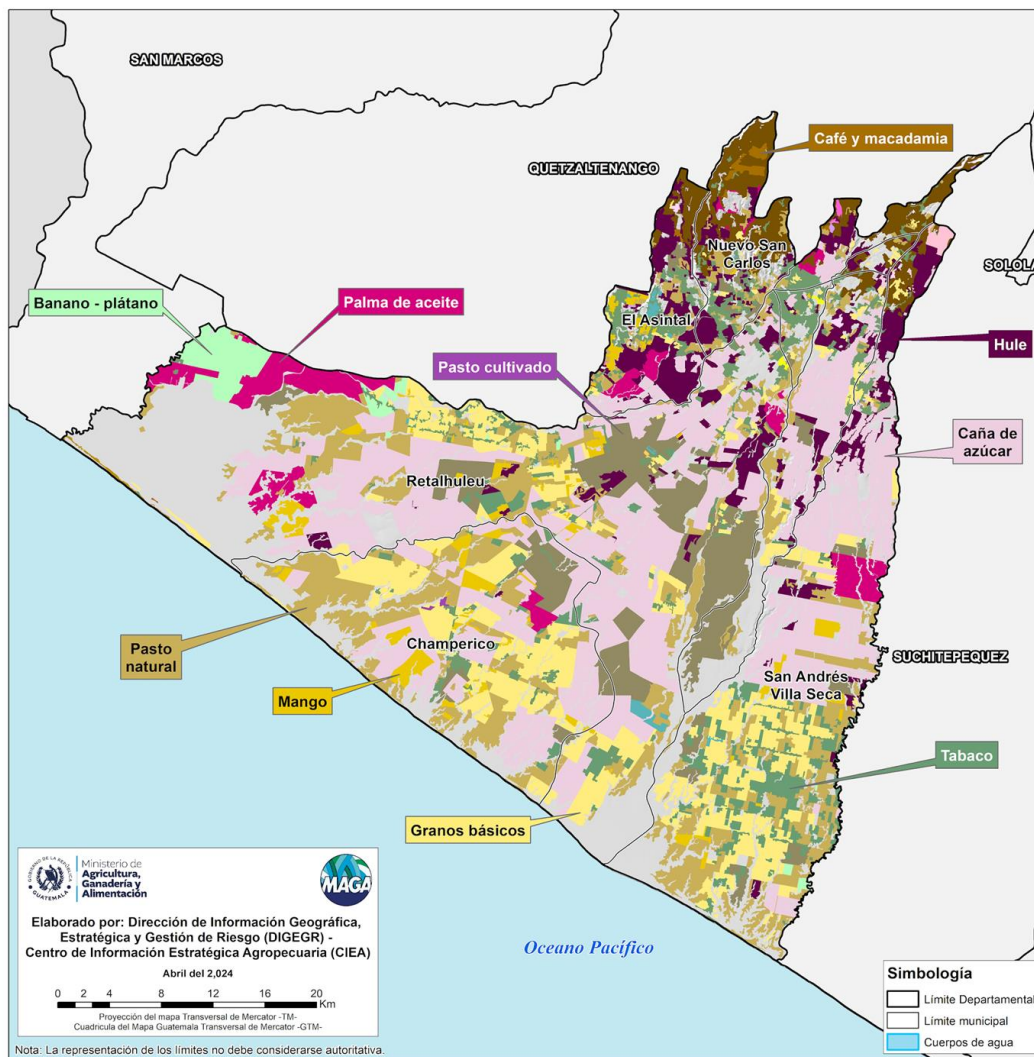 SAN MARCOS
QUETZALTENANGO
Café y macadamia
Nuevo San
Carlos
SOLOLA
Banano - plátano
Palma de aceite
El Asintal
Hule
Pasto cultivado
Caña de
azúcar
Retalhuleu
Pasto
natural
Champerico
SUCHITEPEQUEZ
San Andrés
Villa Seca
Mango
Tabaco
Granos básicos
GOBIERNO DE LA REPÚBLICA
GUATEMALA
Ministerio de
Agricultura,
Ganadería y
Alimentación
MAGA
Elaborado por: Dirección de Información Geográfica,
Estratégica y Gestión de Riesgo (DIGEGR) -
Centro de Información Estratégica Agropecuaria (CIEA)
Abril del 2,024
0 2 4 8 12 16 20
Km
Proyección del mapa Transversal de Mercator -TM-
Cuadricula del Mapa Guatemala Transversal de Mercator -GTM-
Nota: La representación de los límites no debe considerarse autoritativa.
Oceano Pacífico
Simbología
Límite Departamental
Límite municipal
Cuerpos de agua